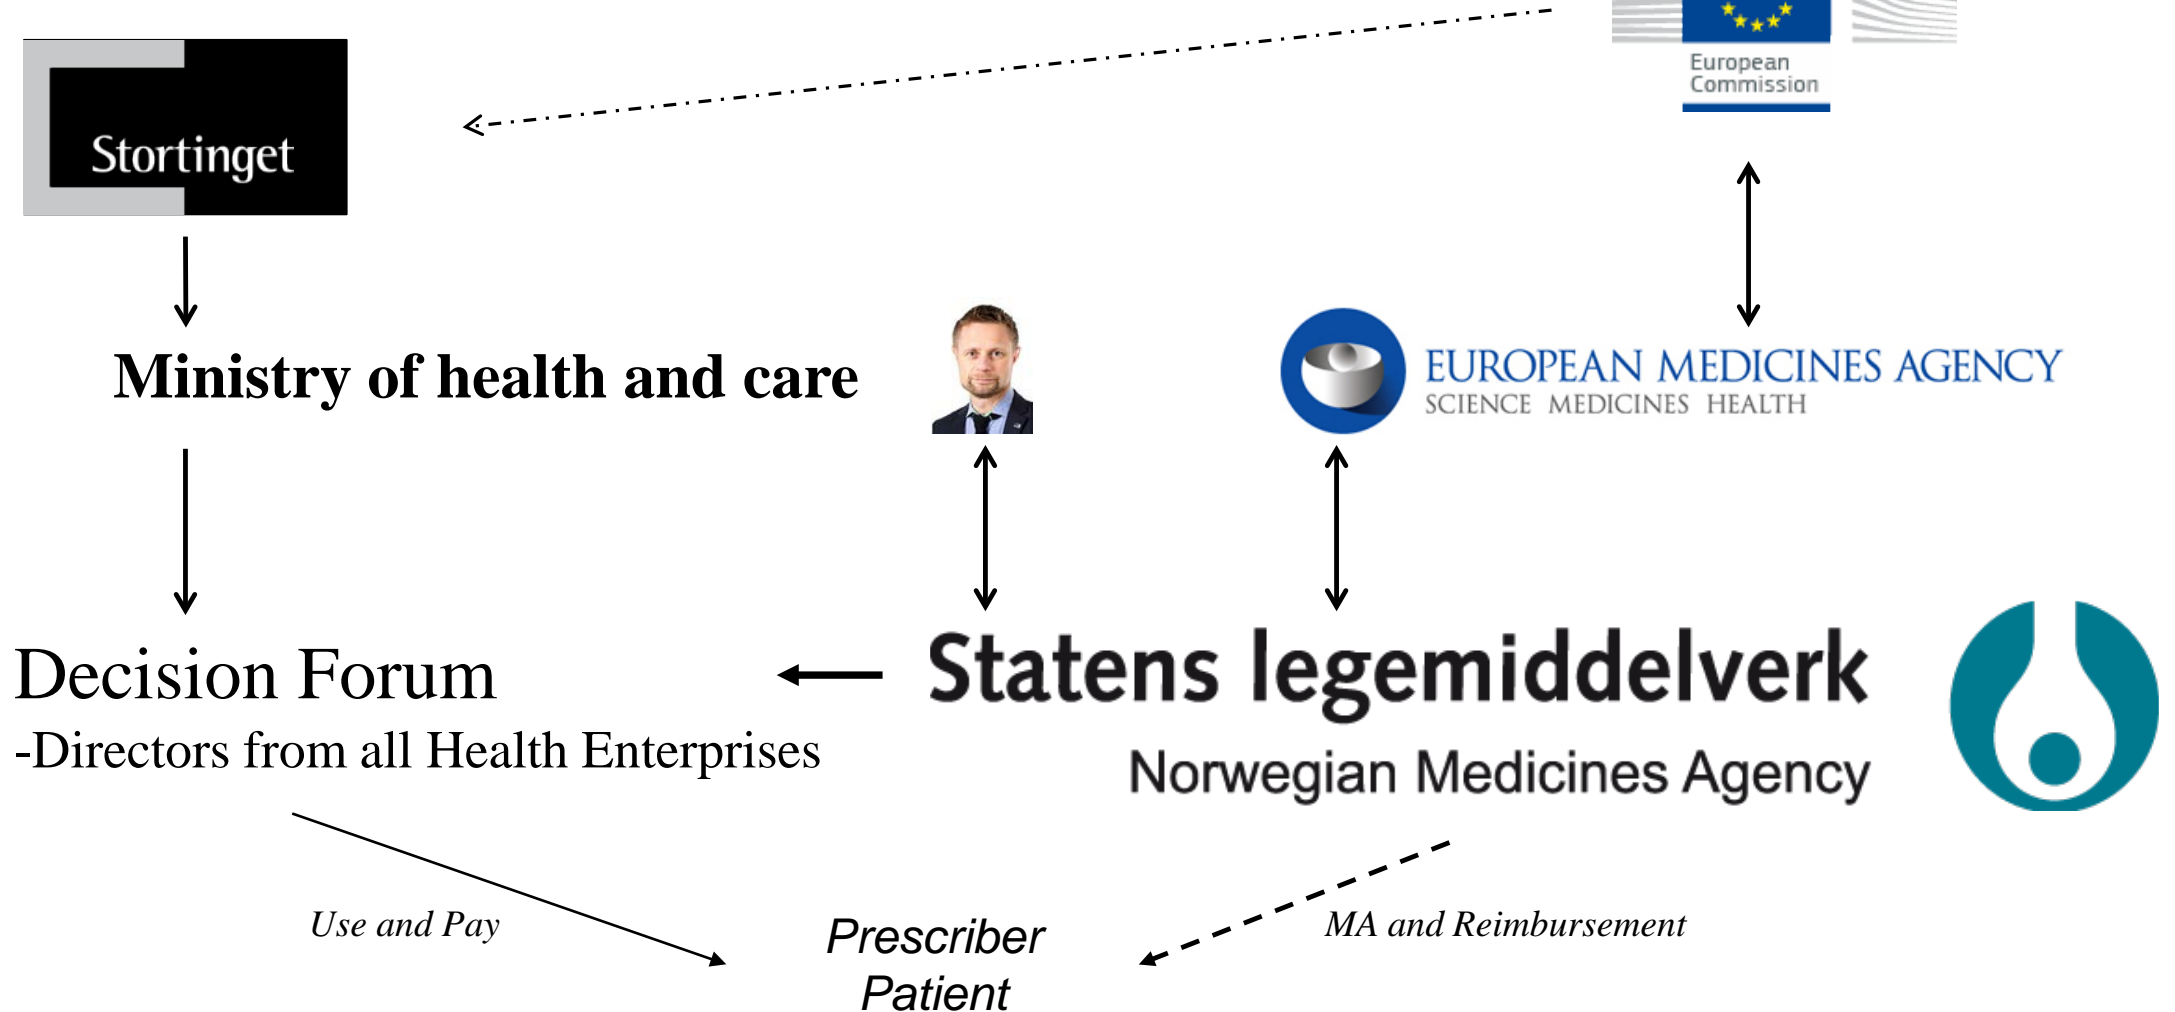 European
Commission
Stortinget
Ministry of health and care
EUROPEAN MEDICINES AGENCY
SCIENCE MEDICINES HEALTH
Decision Forum
-Directors from all Health Enterprises
Statens legemiddelverk
Norwegian Medicines Agency
Use and Pay
Prescriber
Patient
MA and Reimbursement